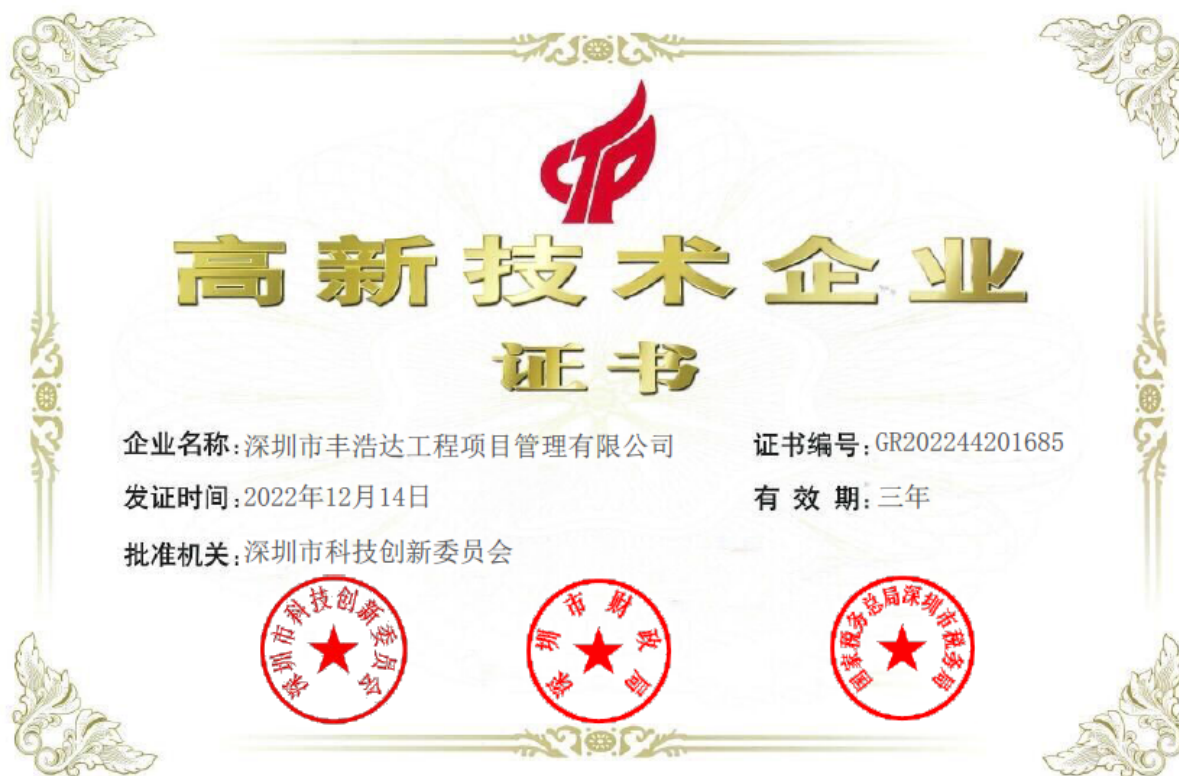 高新技术企业
证书
企业名称:深圳市丰浩达工程项目管理有限公司 证书编号:GR202244201685
发证时间:2022年12月14日 有效期:三年
批准机关:深圳市科技创新委员会
深圳市科技创新委员会
深圳市财政局
国家税务总局深圳市税务局